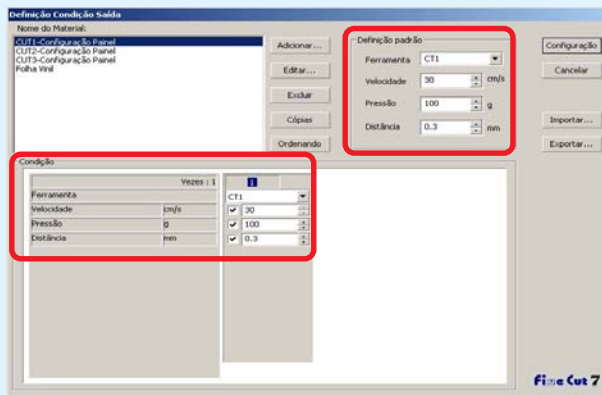 Definição Condição Saída
Nome do Material:
CUT1-Configuração Painel
CUT2-Configuração Painel
CUT3-Configuração Painel
Folha Vinil
Adicionar...
Editar...
Excluir
Cópias
Ordenando
Definição padrão
Ferramenta CT1
Velocidade 30 cm/s
Pressão 100 g
Distância 0.3 mm
Configuração
Cancelar
Importar...
Exportar...
Condição
Vezes : 1 1
Ferramenta CT1
Velocidade cm/s 30
Pressão g 100
Distância mm 0.3
Fine Cut 7